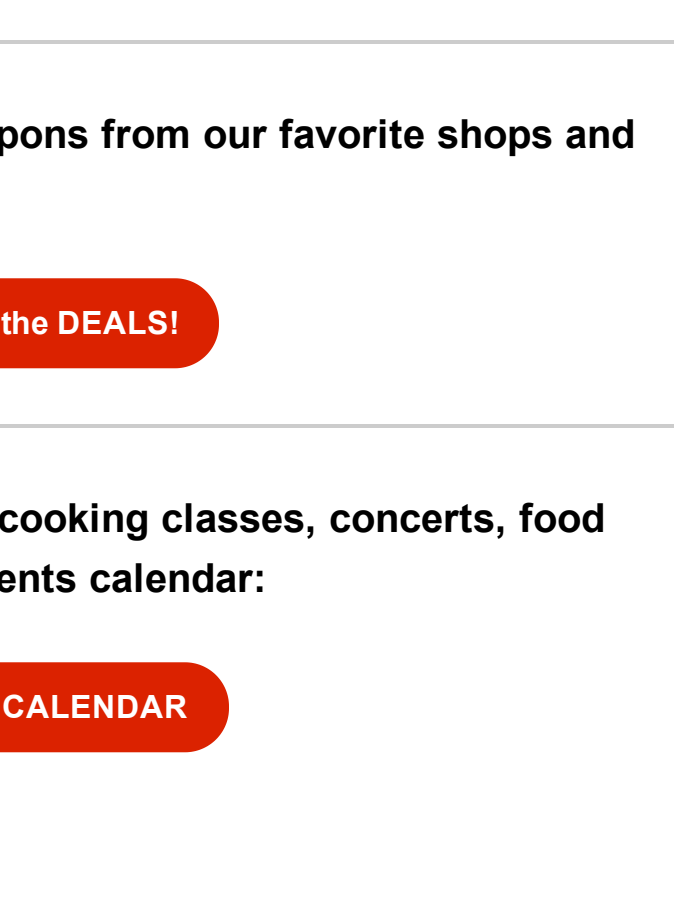 pons from our favorite shops and
the DEALS!
cooking classes, concerts, food
ents calendar:
CALENDAR